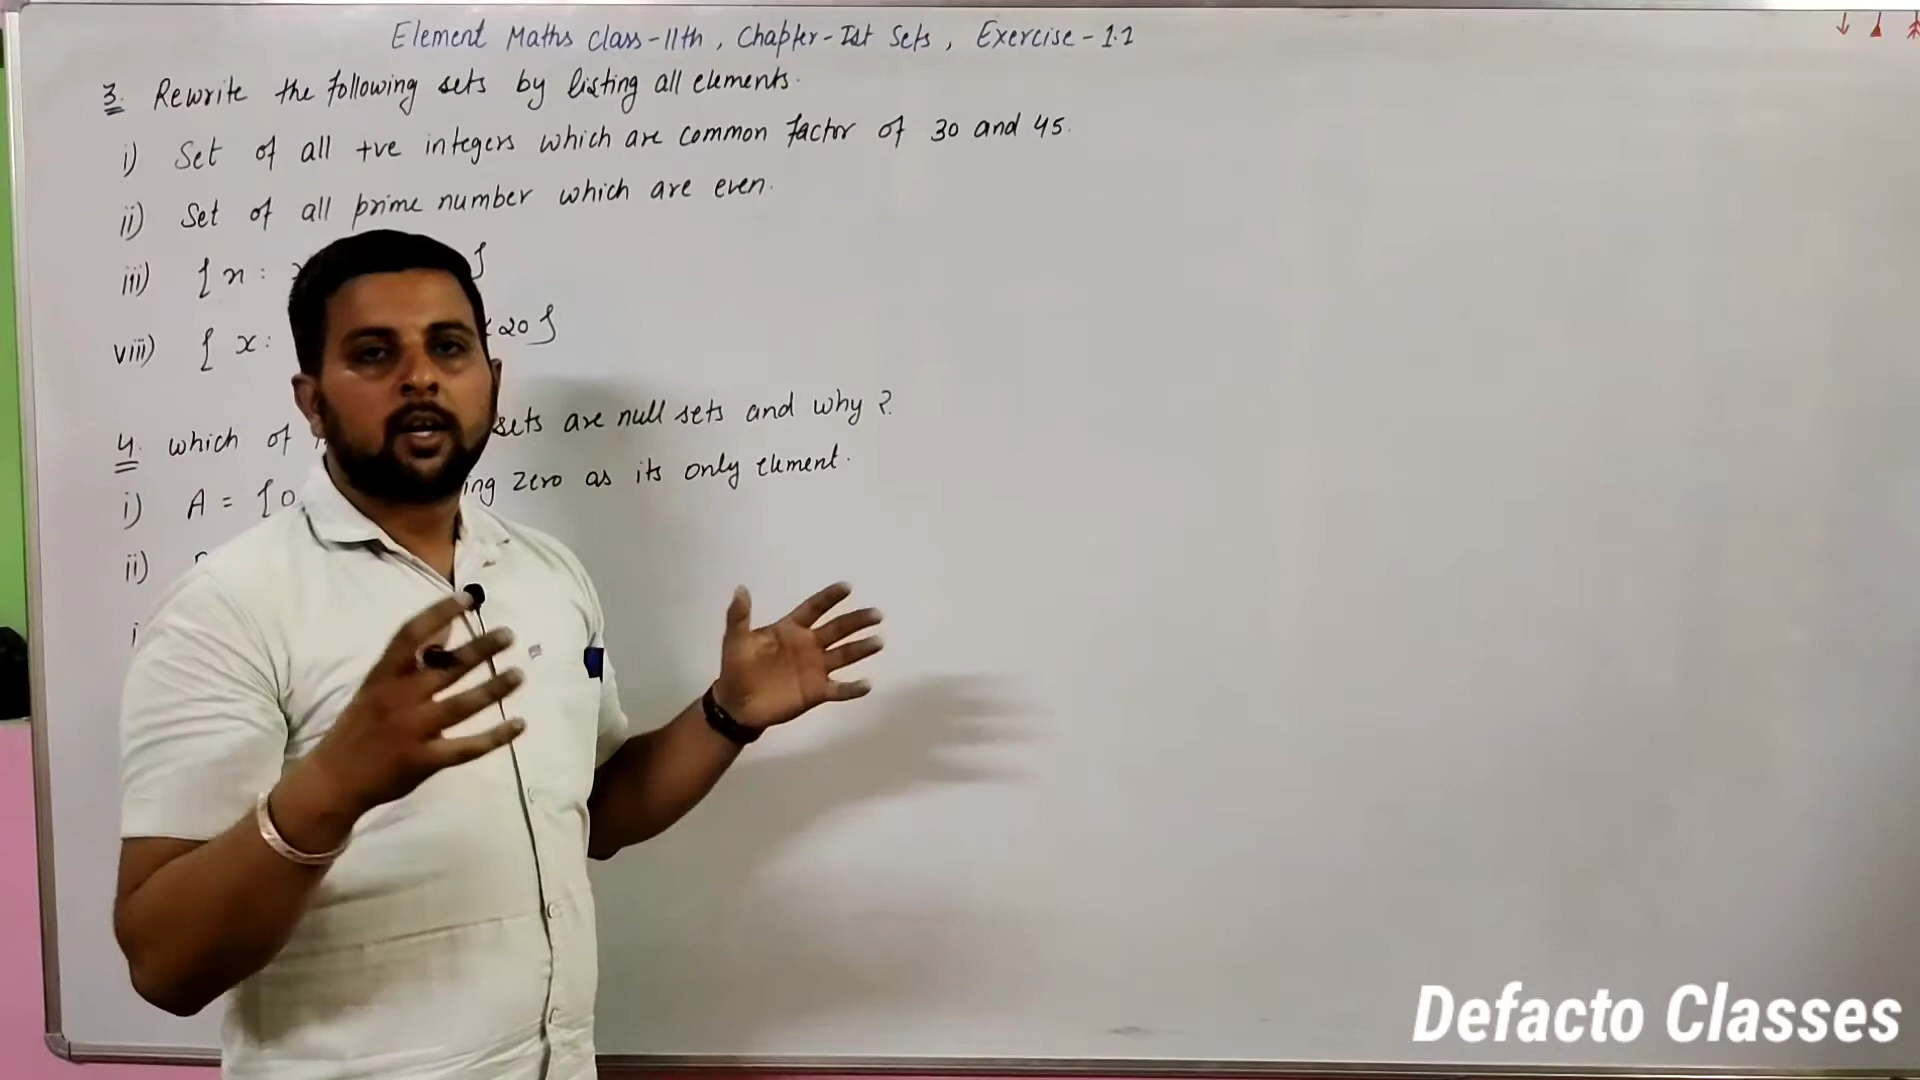 Element Maths class-11th, Chapter-Ist Sets, Exercise-1.1
3. Rewrite the following sets by listing all elements.
i) Set of all +ve integers which are common factor of 30 and 45.
ii) Set of all prime number which are even.
iii) {n: }
viii) { x: <20}
4. which of sets are null sets and why?
i) A = {0 ing zero as its only element.
ii)
Defacto Classes